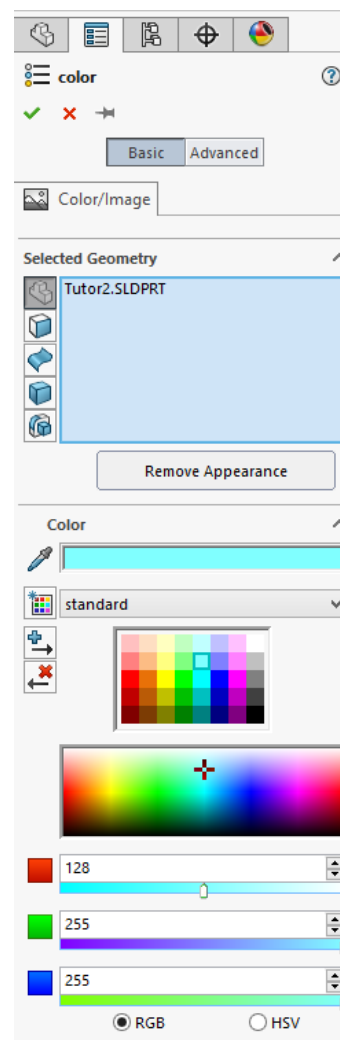 color
Basic Advanced
Color/Image
Selected Geometry
Tutor2.SLDPRT
Remove Appearance
Color
standard
128
255
255
RGB HSV